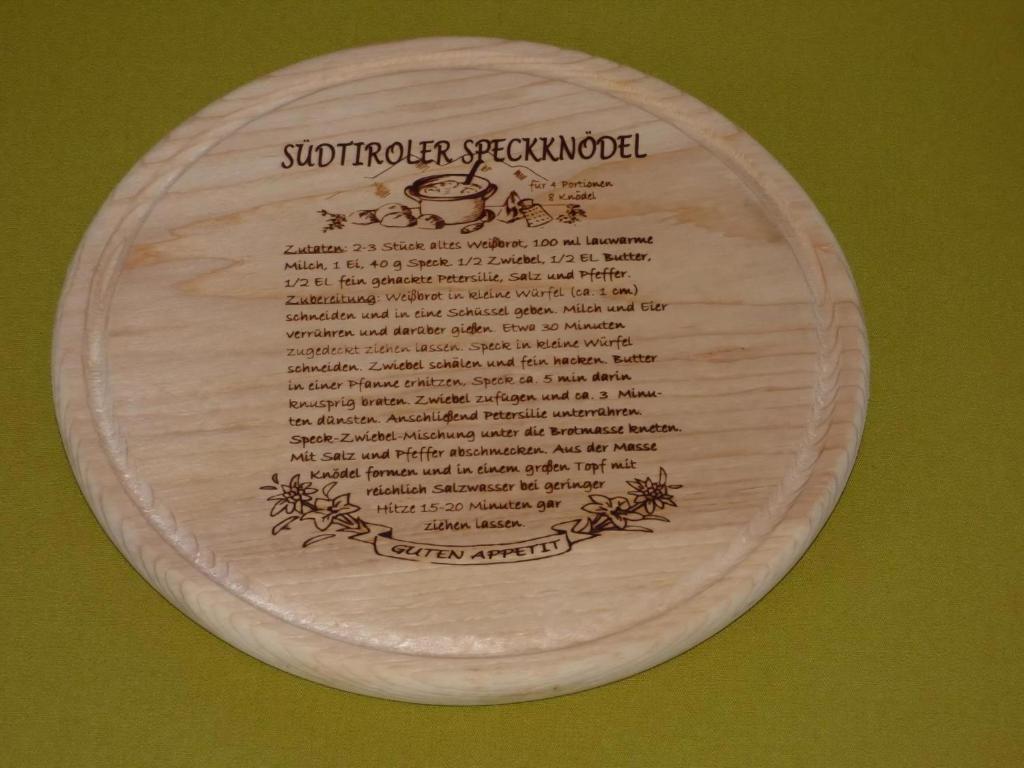 SÜDTIROLER SPECKKNÖDEL
für 4 Portionen
8 Knödel
Zutaten: 2-3 Stück altes Weißbrot, 100 ml lauwarme
Milch, 1 Ei, 40 g Speck. 1/2 Zwiebel, 1/2 EL Butter,
1/2 EL fein gehackte Petersilie, Salz und Pfeffer.
Zubereitung: Weißbrot in kleine Würfel (ca. 1 cm)
schneiden und in eine Schüssel geben. Milch und Eier
verrühren und darüber gießen. Etwa 30 Minuten
zugedeckt ziehen lassen. Speck in kleine Würfel
schneiden. Zwiebel schälen und fein hacken. Butter
in einer Pfanne erhitzen, Speck ca. 5 min darin
knusprig braten. Zwiebel zufügen und ca. 3 Minu-
ten dünsten. Anschließend Petersilie unterrühren.
Speck-Zwiebel-Mischung unter die Brotmasse kneten.
Mit Salz und Pfeffer abschmecken. Aus der Masse
Knödel formen und in einem großen Topf mit
reichlich Salzwasser bei geringer
Hitze 15-20 Minuten gar
ziehen lassen.
GUTEN APPETIT